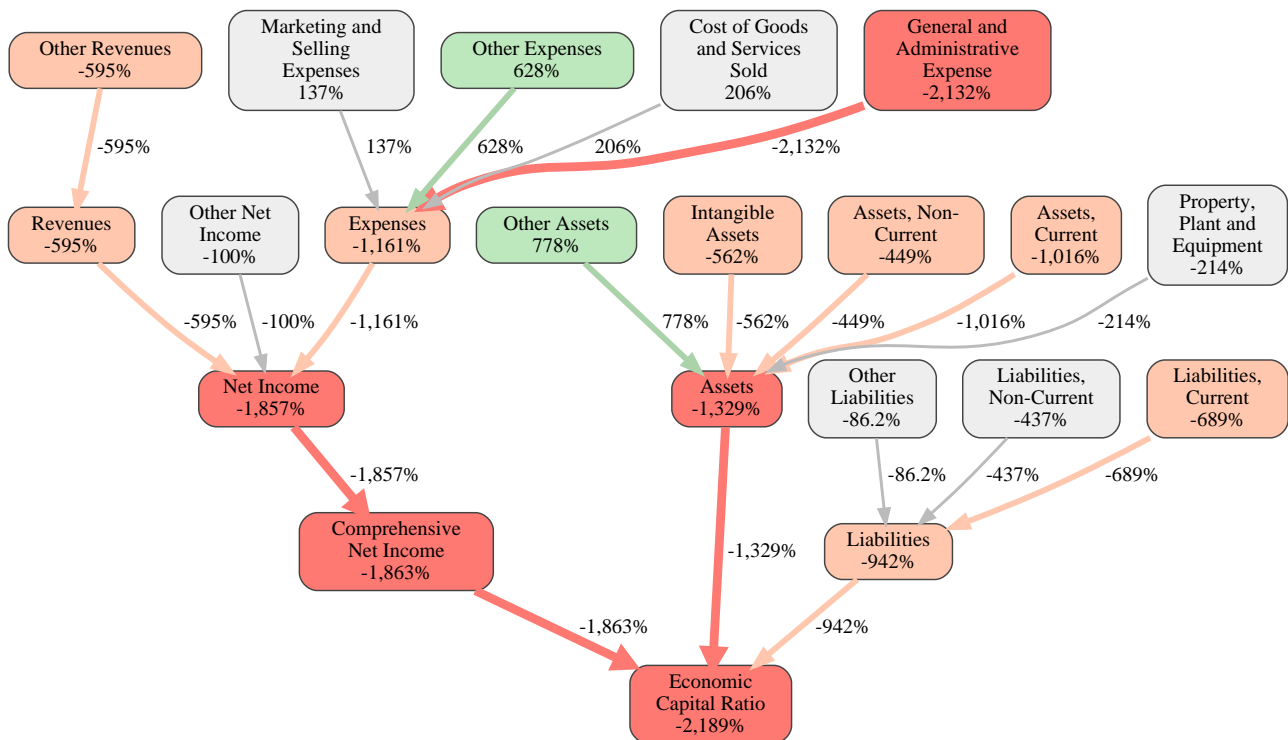 Other Revenues
-595%
Marketing and
Selling
Expenses
137%
Other Expenses
628%
Cost of Goods
and Services
Sold
206%
General and
Administrative
Expense
-2,132%
-595%
137%
628%
206%
-2,132%
Revenues
-595%
Other Net
Income
-100%
Expenses
-1,161%
Other Assets
778%
Intangible
Assets
-562%
Assets, Non-
Current
-449%
Assets,
Current
-1,016%
Property,
Plant and
Equipment
-214%
-595%
-100%
-1,161%
778%
-562%
-449%
-1,016%
-214%
Net Income
-1,857%
Assets
-1,329%
Other
Liabilities
-86.2%
Liabilities,
Non-Current
-437%
Liabilities,
Current
-689%
-1,857%
-86.2%
-437%
-689%
Comprehensive
Net Income
-1,863%
-1,329%
Liabilities
-942%
-1,863%
-942%
Economic
Capital Ratio
-2,189%